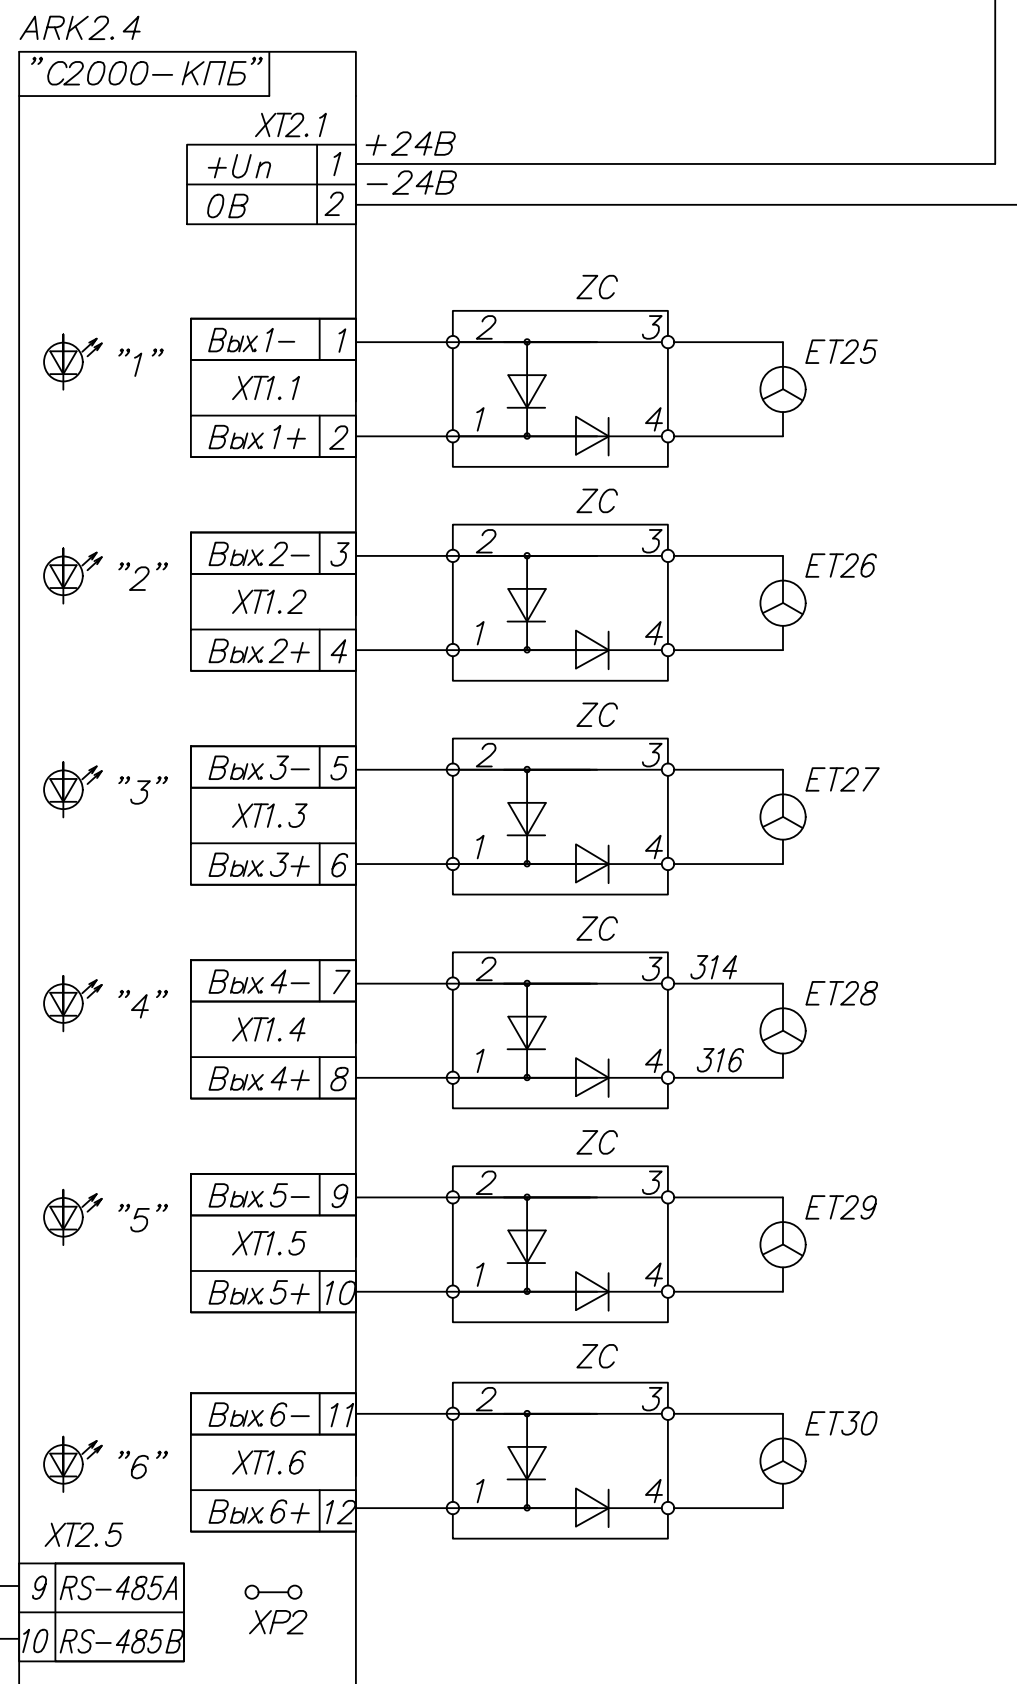 ARK2.4
"С2000-КПБ"
XT2.1
+Uп 1 +24В
-24В
0В 2
ZC
Вых.1- 1 2 3 ET25
"1" XT1.1
Вых.1+ 2 1 4
ZC
Вых.2- 3 2 3 ET26
"2" XT1.2
Вых.2+ 4 1 4
ZC
Вых.3- 5 2 3 ET27
"3" XT1.3
Вых.3+ 6 1 4
ZC
Вых.4- 7 2 3 314 ET28
"4" XT1.4
Вых.4+ 8 1 4 316
ZC
Вых.5- 9 2 3 ET29
"5" XT1.5
Вых.5+ 10 1 4
ZC
Вых.6- 11 2 3 ET30
"6" XT1.6
Вых.6+ 12 1 4
XT2.5
9 RS-485A
10 RS-485B
XP2